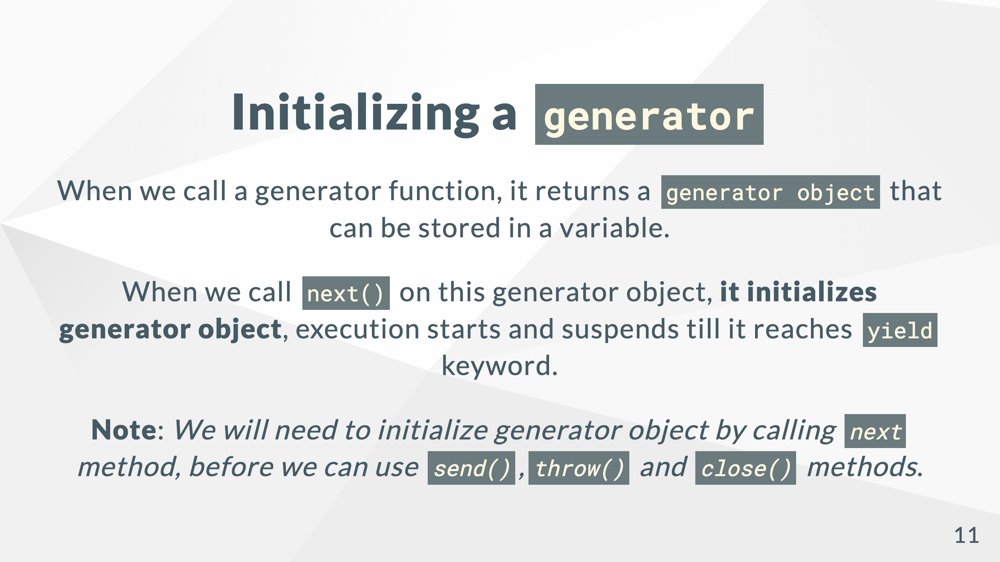 Initializing a generator
When we call a generator function, it returns a generator object that
can be stored in a variable.
When we call next() on this generator object, it initializes
generator object, execution starts and suspends till it reaches yield
keyword.
Note: We will need to initialize generator object by calling next
method, before we can use send() , throw() and close() methods.
11